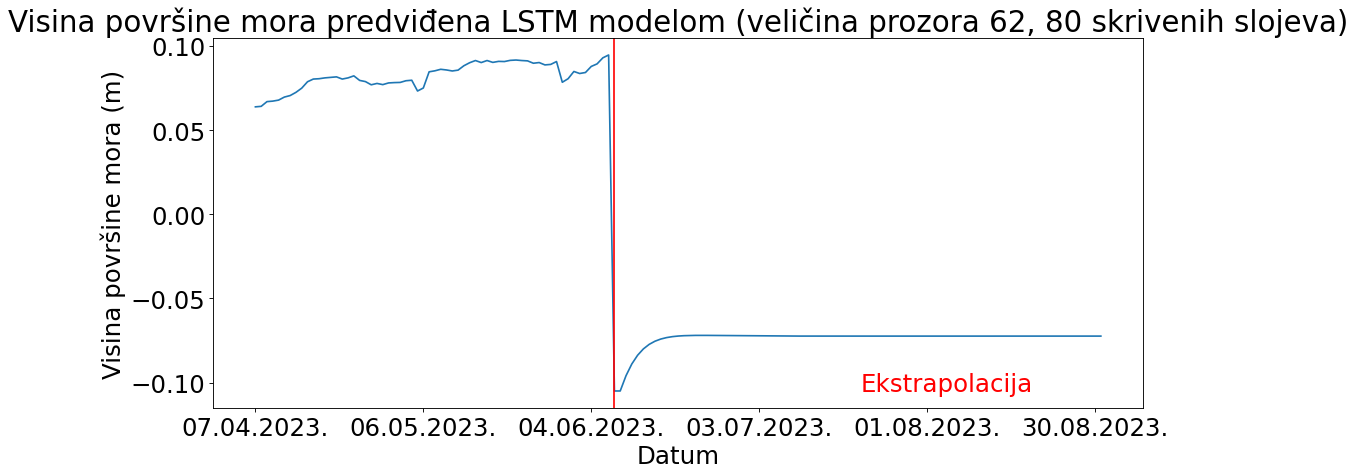 Visina površine mora predviđena LSTM modelom (veličina prozora 62, 80 skrivenih slojeva)
Visina površine mora (m)
0.10
0.05
0.00
−0.05
−0.10
Ekstrapolacija
07.04.2023. 06.05.2023. 04.06.2023. 03.07.2023. 01.08.2023. 30.08.2023.
Datum